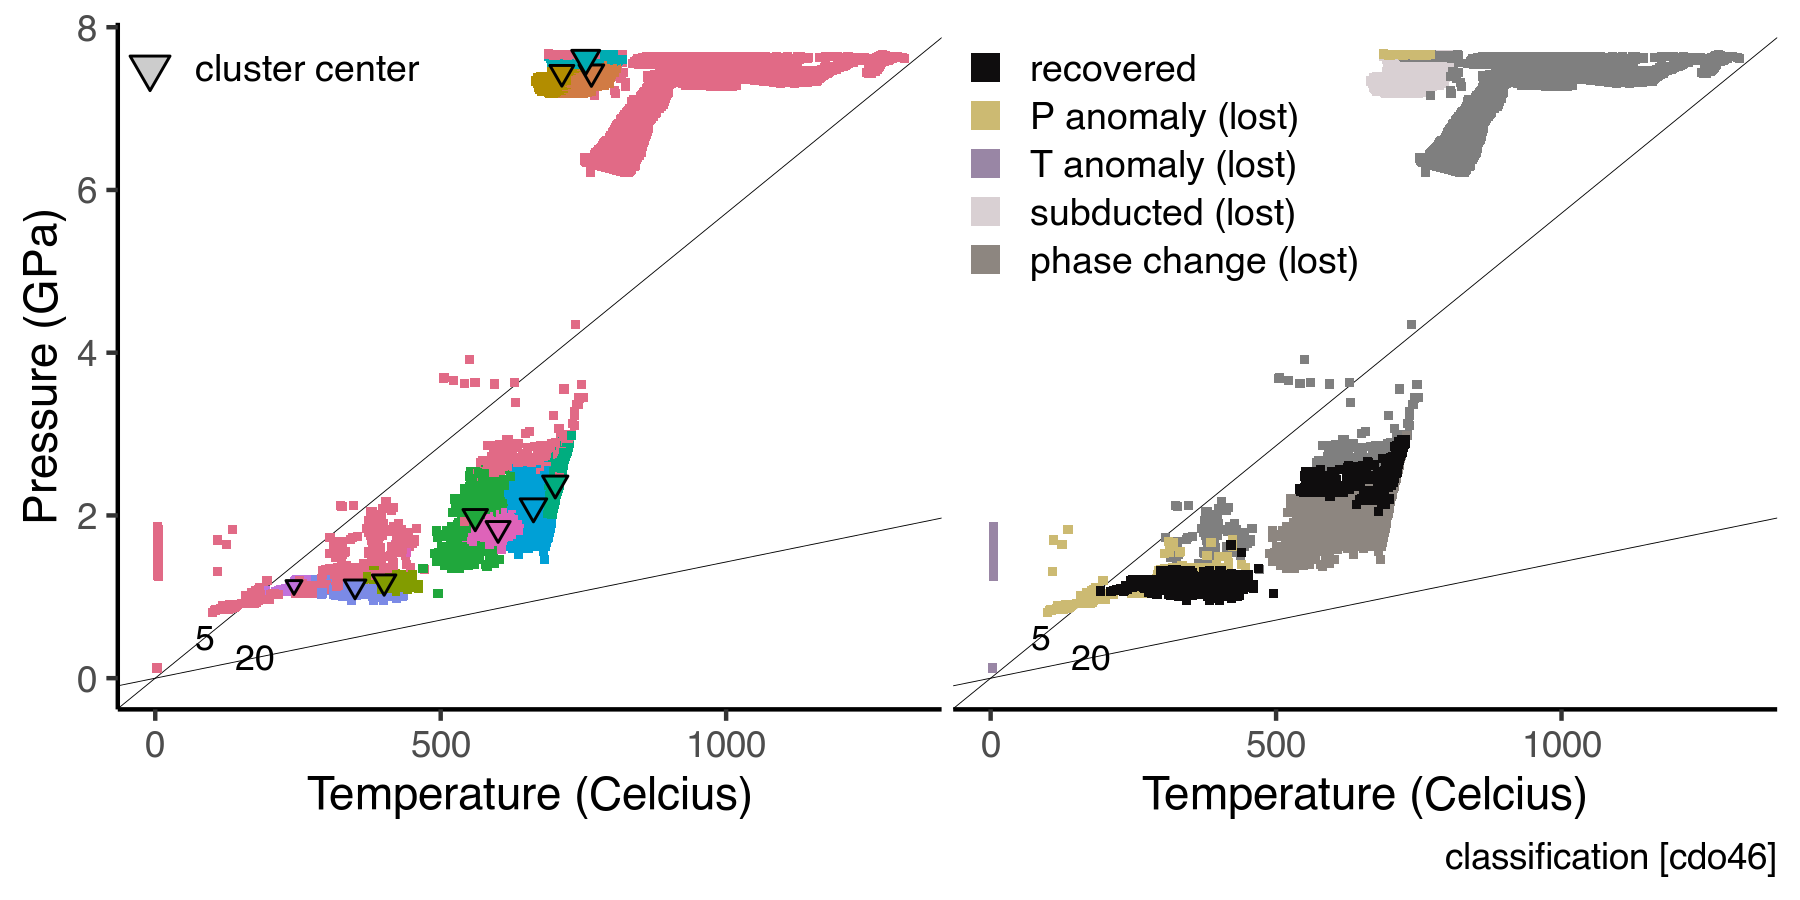 8
6
4
2
0
Pressure (GPa)
cluster center
5
20
0
500
1000
Temperature (Celcius)
recovered
P anomaly (lost)
T anomaly (lost)
subducted (lost)
phase change (lost)
5
20
0
500
1000
Temperature (Celcius)
classification [cdo46]